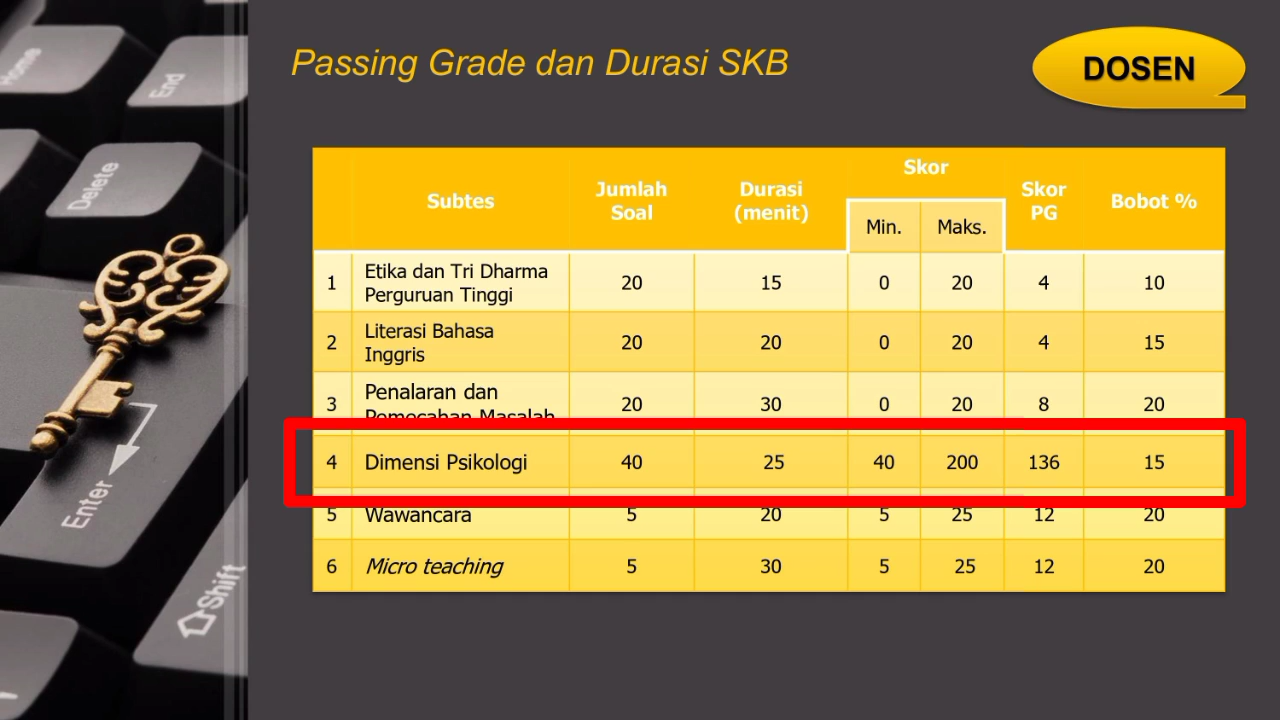 Passing Grade dan Durasi SKB
DOSEN
Subtes
Jumlah
Soal
Durasi
(menit)
Skor
Min.
Maks.
Skor
PG
Bobot %
1 Etika dan Tri Dharma
Perguruan Tinggi 20 15 0 20 4 10
2 Literasi Bahasa
Inggris 20 20 0 20 4 15
3 Penalaran dan
Pemecahan Masalah 20 30 0 20 8 20
4 Dimensi Psikologi 40 25 40 200 136 15
5 Wawancara 5 20 5 25 12 20
6 Micro teaching 5 30 5 25 12 20
Home
End
Delete
Enter
Shift